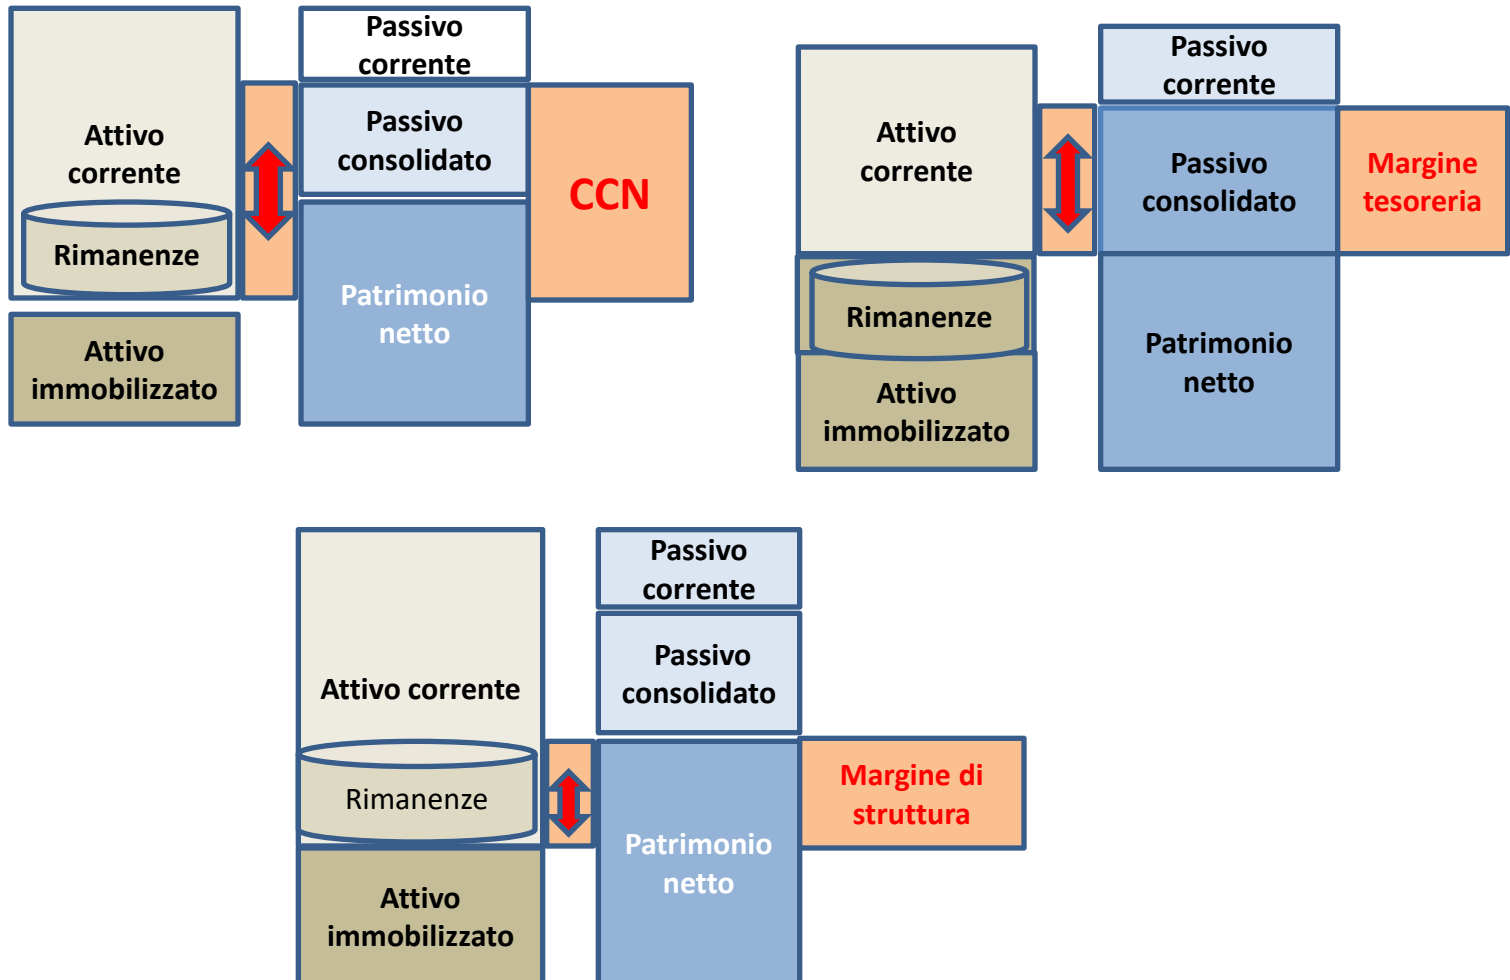 Attivo
corrente
Rimanenze
Attivo
immobilizzato
Passivo
corrente
Passivo
consolidato
Patrimonio
netto
CCN
Attivo
corrente
Rimanenze
Attivo
immobilizzato
Passivo
corrente
Passivo
consolidato
Patrimonio
netto
Margine
tesoreria
Attivo corrente
Rimanenze
Attivo
immobilizzato
Passivo
corrente
Passivo
consolidato
Patrimonio
netto
Margine di
struttura